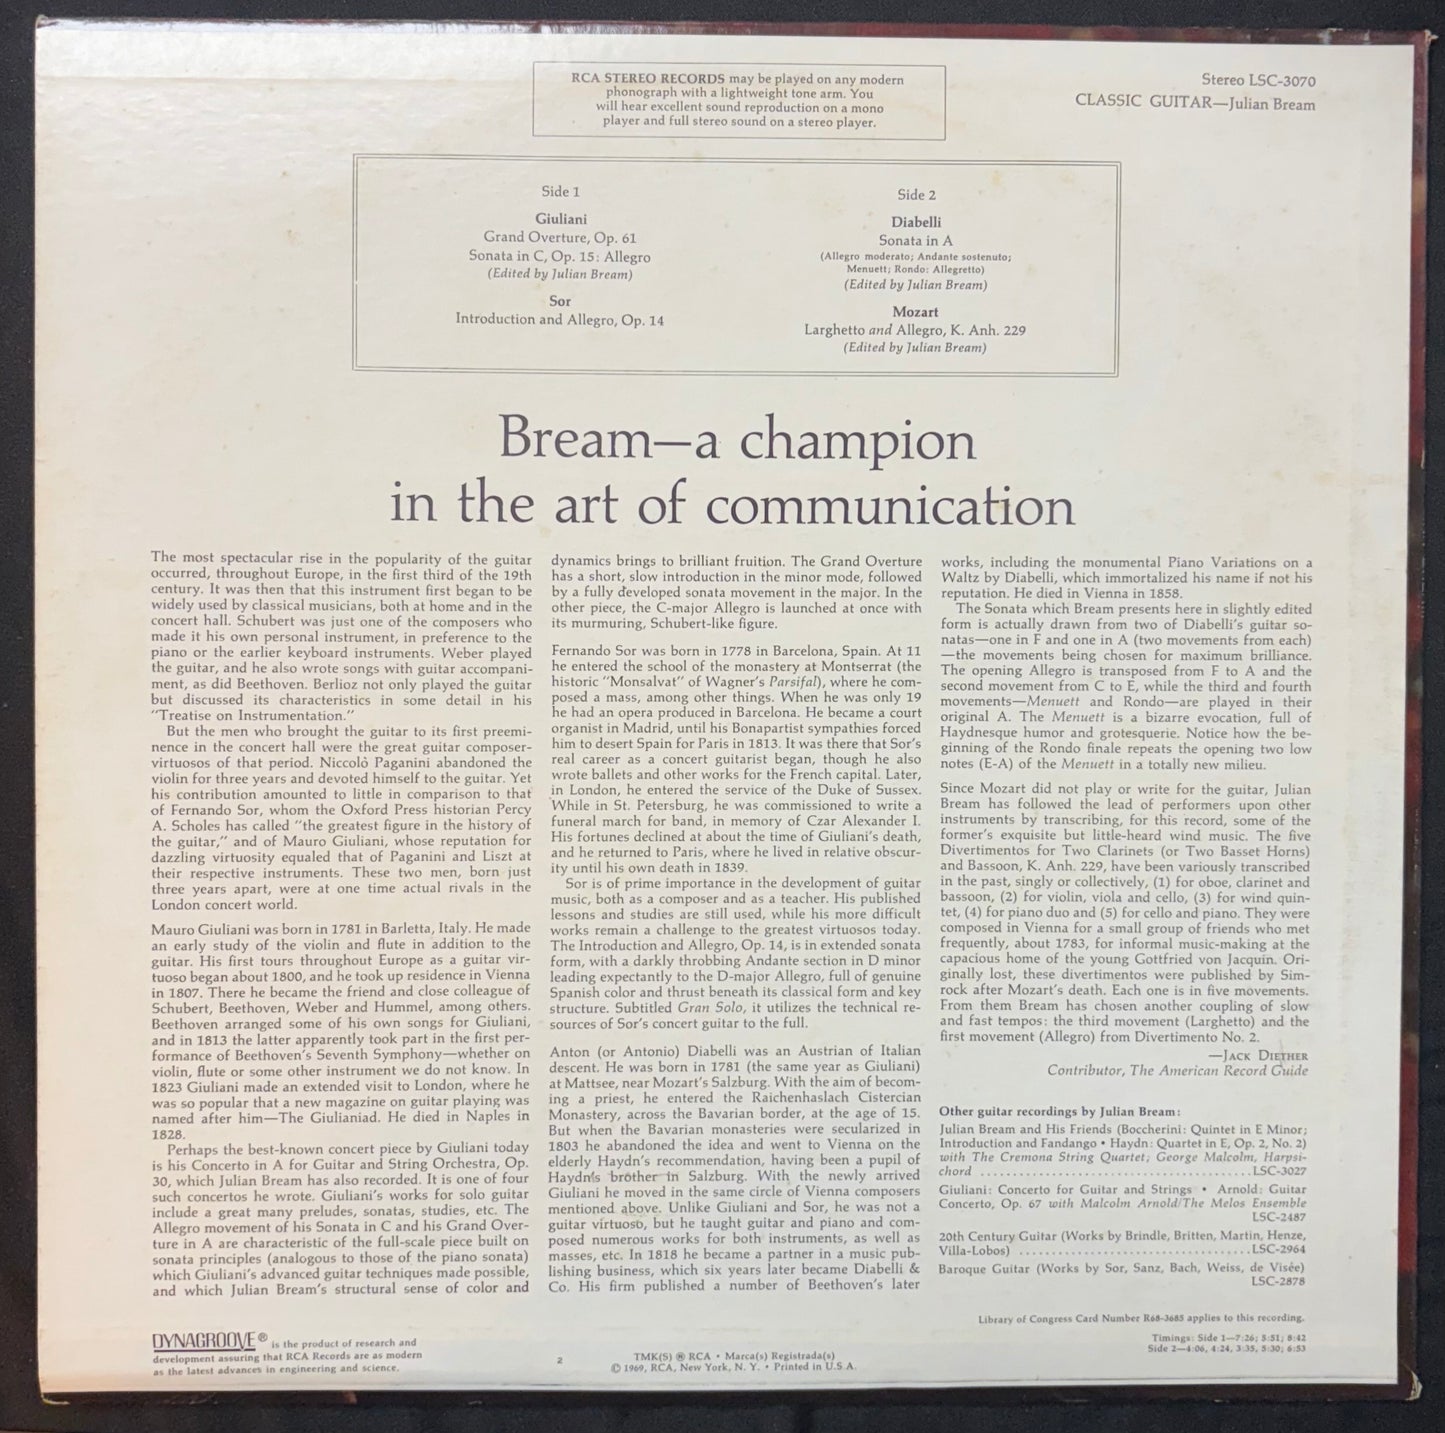 RCA STEREO RECORDS may be played on any modern
phonograph with a lightweight tone arm. You
will hear excellent sound reproduction on a mono
player and full stereo sound on a stereo player.
Stereo LSC-3070
CLASSIC GUITAR—Julian Bream
Side 1
Giuliani
Grand Overture, Op. 61
Sonata in C, Op. 15: Allegro
(Edited by Julian Bream)
Sor
Introduction and Allegro, Op. 14
Side 2
Diabelli
Sonata in A
(Allegro moderato; Andante sostenuto;
Menuett; Rondo: Allegretto)
(Edited by Julian Bream)
Mozart
Larghetto and Allegro, K. Anh. 229
(Edited by Julian Bream)
Bream—a champion
in the art of communication
The most spectacular rise in the popularity of the guitar
occurred, throughout Europe, in the first third of the 19th
century. It was then that this instrument first began to be
widely used by classical musicians, both at home and in the
concert hall. Schubert was just one of the composers who
made it his own personal instrument, in preference to the
piano or the earlier keyboard instruments. Weber played
the guitar, and he also wrote songs with guitar accompani-
ment, as did Beethoven. Berlioz not only played the guitar
but discussed its characteristics in some detail in his
"Treatise on Instrumentation."
But the men who brought the guitar to its first preemi-
nence in the concert hall were the great guitar composer-
virtuosos of that period. Niccolò Paganini abandoned the
violin for three years and devoted himself to the guitar. Yet
his contribution amounted to little in comparison to that
of Fernando Sor, whom the Oxford Press historian Percy
A. Scholes has called "the greatest figure in the history of
the guitar," and of Mauro Giuliani, whose reputation for
dazzling virtuosity equaled that of Paganini and Liszt at
their respective instruments. These two men, born just
three years apart, were at one time actual rivals in the
London concert world.
Mauro Giuliani was born in 1781 in Barletta, Italy. He made
an early study of the violin and flute in addition to the
guitar. His first tours throughout Europe as a guitar vir-
tuoso began about 1800, and he took up residence in Vienna
in 1807. There he became the friend and close colleague of
Schubert, Beethoven, Weber and Hummel, among others.
Beethoven arranged some of his own songs for Giuliani,
and in 1813 the latter apparently took part in the first per-
formance of Beethoven's Seventh Symphony—whether on
violin, flute or some other instrument we do not know. In
1823 Giuliani made an extended visit to London, where he
was so popular that a new magazine on guitar playing was
named after him—The Giulianiad. He died in Naples in
1828.
Perhaps the best-known concert piece by Giuliani today
is his Concerto in A for Guitar and String Orchestra, Op.
30, which Julian Bream has also recorded. It is one of four
such concertos he wrote. Giuliani's works for solo guitar
include a great many preludes, sonatas, studies, etc. The
Allegro movement of his Sonata in C and his Grand Over-
ture in A are characteristic of the full-scale piece built on
sonata principles (analogous to those of the piano sonata)
which Giuliani's advanced guitar techniques made possible,
and which Julian Bream's structural sense of color and
dynamics brings to brilliant fruition. The Grand Overture
has a short, slow introduction in the minor mode, followed
by a fully developed sonata movement in the major. In the
other piece, the C-major Allegro is launched at once with
its murmuring, Schubert-like figure.
Fernando Sor was born in 1778 in Barcelona, Spain. At 11
he entered the school of the monastery at Montserrat (the
historic "Monsalvat" of Wagner's Parsifal), where he com-
posed a mass, among other things. When he was only 19
he had an opera produced in Barcelona. He became a court
organist in Madrid, until his Bonapartist sympathies forced
him to desert Spain for Paris in 1813. It was there that Sor's
real career as a concert guitarist began, though he also
wrote ballets and other works for the French capital. Later,
in London, he entered the service of the Duke of Sussex.
While in St. Petersburg, he was commissioned to write a
funeral march for band, in memory of Czar Alexander I.
His fortunes declined at about the time of Giuliani's death,
and he returned to Paris, where he lived in relative obscur-
ity until his own death in 1839.
Sor is of prime importance in the development of guitar
music, both as a composer and as a teacher. His published
lessons and studies are still used, while his more difficult
works remain a challenge to the greatest virtuosos today.
The Introduction and Allegro, Op. 14, is in extended sonata
form, with a darkly throbbing Andante section in D minor
leading expectantly to the D-major Allegro, full of genuine
Spanish color and thrust beneath its classical form and key
structure. Subtitled Gran Solo, it utilizes the technical re-
sources of Sor's concert guitar to the full.
Anton (or Antonio) Diabelli was an Austrian of Italian
descent. He was born in 1781 (the same year as Giuliani)
at Mattsee, near Mozart's Salzburg. With the aim of becom-
ing a priest, he entered the Raichenhaslach Cistercian
Monastery, across the Bavarian border, at the age of 15.
But when the Bavarian monasteries were secularized in
1803 he abandoned the idea and went to Vienna on the
elderly Haydn's recommendation, having been a pupil of
Haydn's brother in Salzburg. With the newly arrived
Giuliani he moved in the same circle of Vienna composers
mentioned above. Unlike Giuliani and Sor, he was not a
guitar virtuoso, but he taught guitar and piano and com-
posed numerous works for both instruments, as well as
masses, etc. In 1818 he became a partner in a music pub-
lishing business, which six years later became Diabelli &
Co. His firm published a number of Beethoven's later
works, including the monumental Piano Variations on a
Waltz by Diabelli, which immortalized his name if not his
reputation. He died in Vienna in 1858.
The Sonata which Bream presents here in slightly edited
form is actually drawn from two of Diabelli's guitar so-
natas—one in F and one in A (two movements from each)
—the movements being chosen for maximum brilliance.
The opening Allegro is transposed from F to A and the
second movement from C to E, while the third and fourth
movements—Menuett and Rondo—are played in their
original A. The Menuett is a bizarre evocation, full of
Haydnesque humor and grotesquerie. Notice how the be-
ginning of the Rondo finale repeats the opening two low
notes (E-A) of the Menuett in a totally new milieu.
Since Mozart did not play or write for the guitar, Julian
Bream has followed the lead of performers upon other
instruments by transcribing, for this record, some of the
former's exquisite but little-heard wind music. The five
Divertimentos for Two Clarinets (or Two Basset Horns)
and Bassoon, K. Anh. 229, have been variously transcribed
in the past, singly or collectively, (1) for oboe, clarinet and
bassoon, (2) for violin, viola and cello, (3) for wind quin-
tet, (4) for piano duo and (5) for cello and piano. They were
composed in Vienna for a small group of friends who met
frequently, about 1783, for informal music-making at the
capacious home of the young Gottfried von Jacquin. Ori-
ginally lost, these divertimentos were published by Sim-
rock after Mozart's death. Each one is in five movements.
From them Bream has chosen another coupling of slow
and fast tempos: the third movement (Larghetto) and the
first movement (Allegro) from Divertimento No. 2.
—JACK DIETHER
Contributor, The American Record Guide
Other guitar recordings by Julian Bream:
Julian Bream and His Friends (Boccherini: Quintet in E Minor;
Introduction and Fandango • Haydn: Quartet in E, Op. 2, No. 2)
with The Cremona String Quartet; George Malcolm, Harpsi-
chord ........................................LSC-3027
Giuliani: Concerto for Guitar and Strings • Arnold: Guitar
Concerto, Op. 67 with Malcolm Arnold/The Melos Ensemble
LSC-2487
20th Century Guitar (Works by Brindle, Britten, Martin, Henze,
Villa-Lobos) ..................................LSC-2964
Baroque Guitar (Works by Sor, Sanz, Bach, Weiss, de Visée)
LSC-2878
Library of Congress Card Number R68-3685 applies to this recording.
Timings: Side 1—7:26; 5:51; 8:42
Side 2—4:06, 4:24, 3:35, 5:30; 6:53
DYNAGROOVE® is the product of research and
development assuring that RCA Records are as modern
as the latest advances in engineering and science.
2
TMK(S) ® RCA • Marca(s) Registrada(s)
© 1969, RCA, New York, N. Y. • Printed in U.S.A.